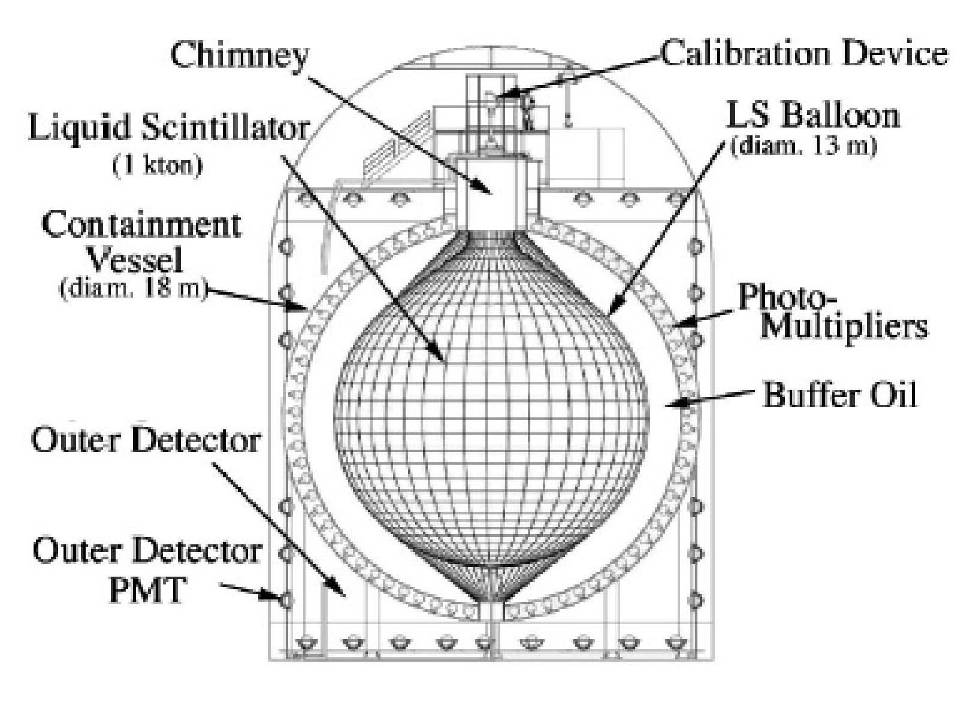 Chimney
Calibration Device
Liquid Scintillator
(1 kton)
LS Balloon
(diam. 13 m)
Containment
Vessel
(diam. 18 m)
Photo-
Multipliers
Buffer Oil
Outer Detector
Outer Detector
PMT